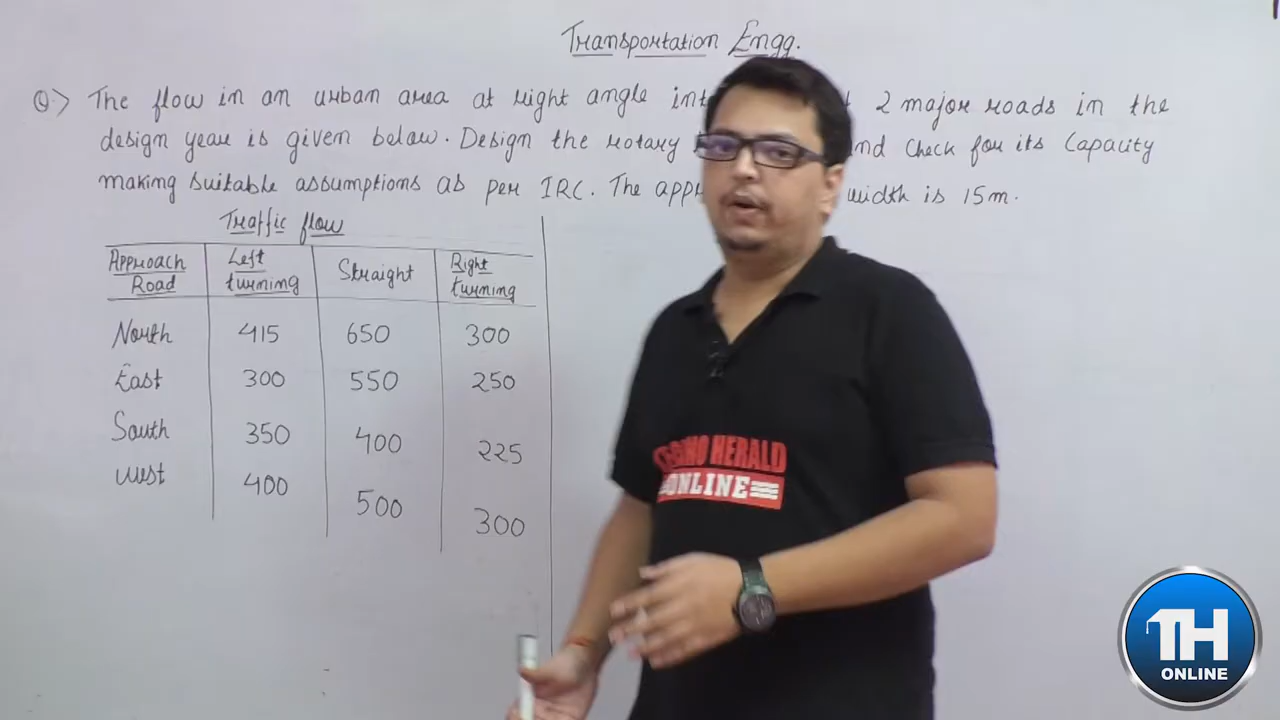 Transportation Engg.
Q.> The flow in an urban area at right angle int 2 major roads in the
design year is given below. Design the rotary and check for its Capacity
making suitable assumptions as per IRC. The appr width is 15m.
Traffic flow
Approach Road Left turning Straight Right turning
North 415 650 300
East 300 550 250
South 350 400 225
West 400 500 300
HERALD
ONLINE
TH
ONLINE